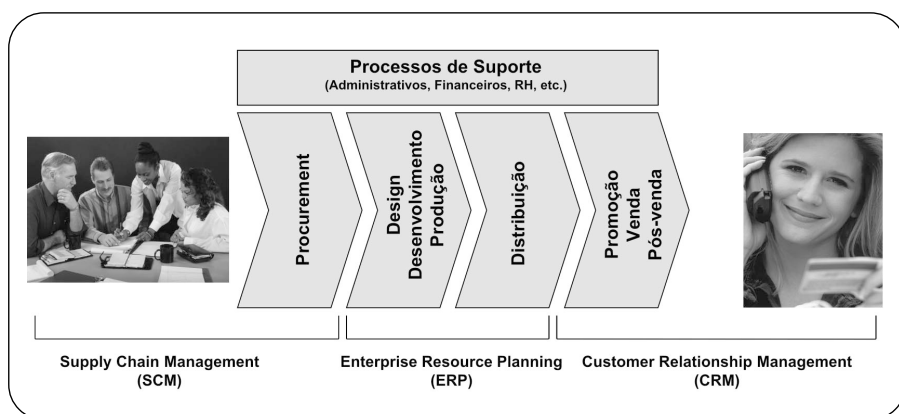 Processos de Suporte
(Administrativos, Financeiros, RH, etc.)
Procurement
Design
Desenvolvimento
Produção
Distribuição
Promoção
Venda
Pós-venda
Supply Chain Management
(SCM)
Enterprise Resource Planning
(ERP)
Customer Relationship Management
(CRM)